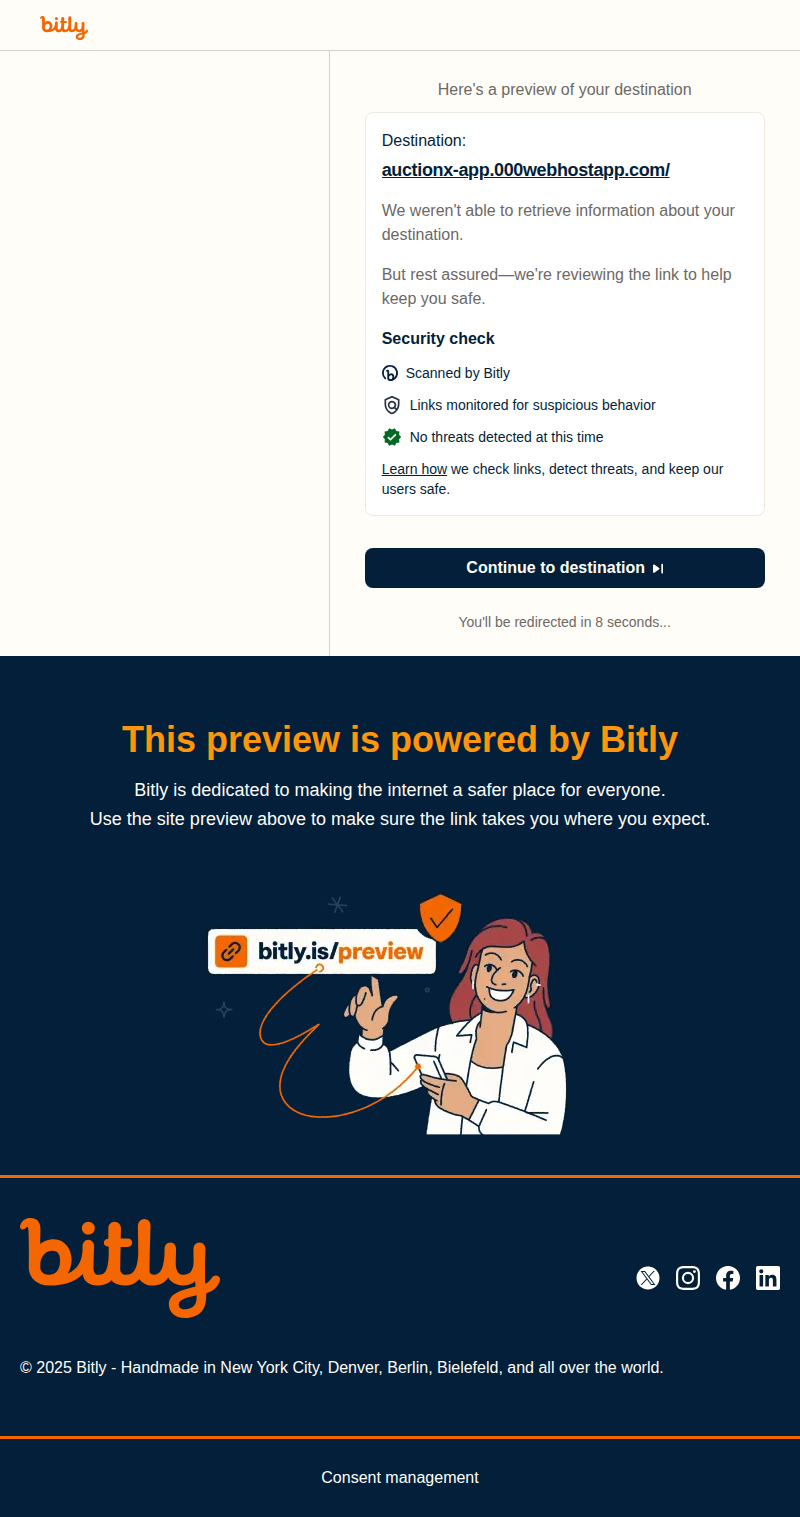 bitly
Here's a preview of your destination
Destination:
auctionx-app.000webhostapp.com/
We weren't able to retrieve information about your
destination.
But rest assured—we're reviewing the link to help
keep you safe.
Security check
Scanned by Bitly
Links monitored for suspicious behavior
No threats detected at this time
Learn how we check links, detect threats, and keep our
users safe.
Continue to destination
You'll be redirected in 8 seconds...
This preview is powered by Bitly
Bitly is dedicated to making the internet a safer place for everyone.
Use the site preview above to make sure the link takes you where you expect.
bitly.is/preview
bitly
© 2025 Bitly - Handmade in New York City, Denver, Berlin, Bielefeld, and all over the world.
Consent management